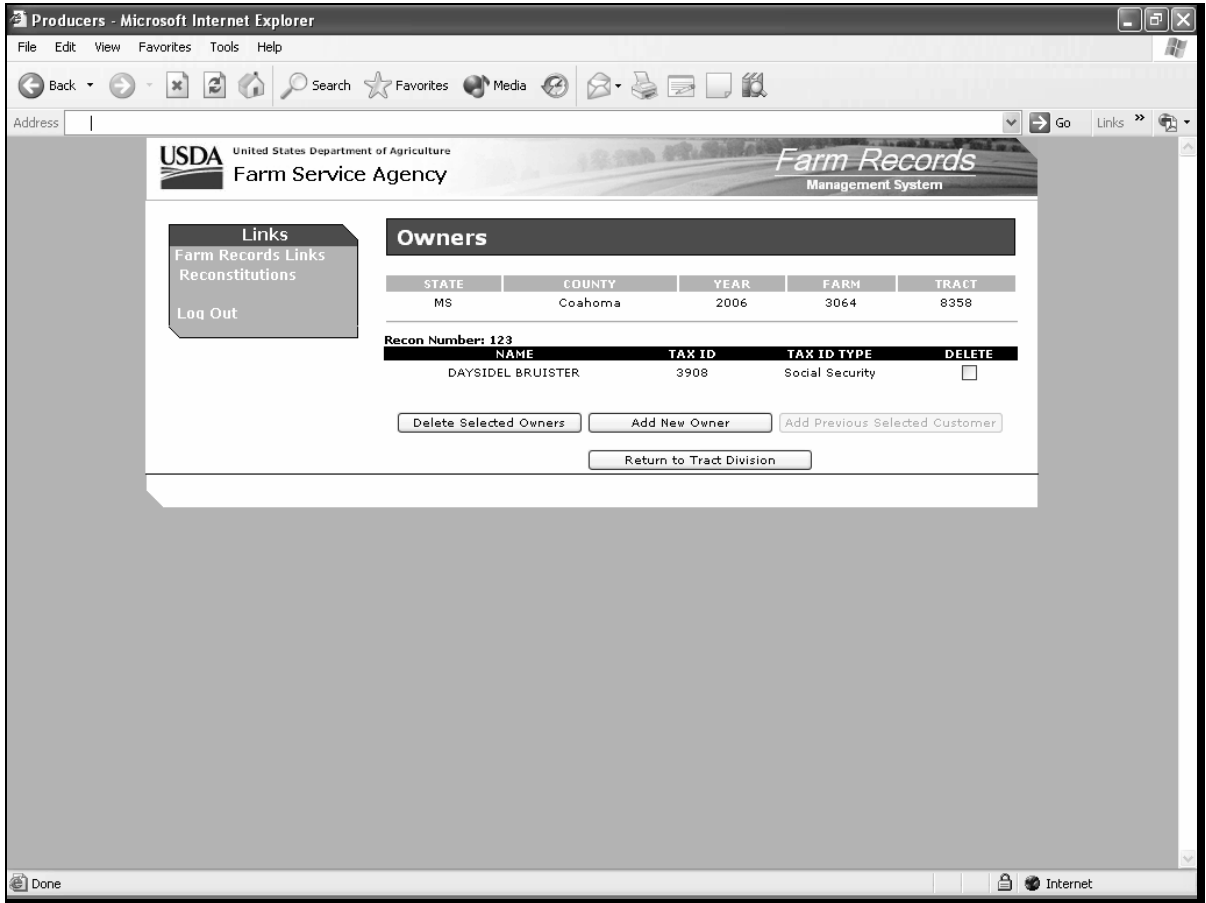 Producers - Microsoft Internet Explorer
File Edit View Favorites Tools Help
Back Search Favorites Media
Address Go Links »
USDA United States Department of Agriculture
Farm Service Agency
Farm Records
Management System
Links
Farm Records Links
Reconstitutions
Log Out
Owners
STATE COUNTY YEAR FARM TRACT
MS Coahoma 2006 3064 8358
Recon Number: 123
NAME TAX ID TAX ID TYPE DELETE
DAYSIDEL BRUISTER 3908 Social Security
Delete Selected Owners Add New Owner Add Previous Selected Customer
Return to Tract Division
Done Internet